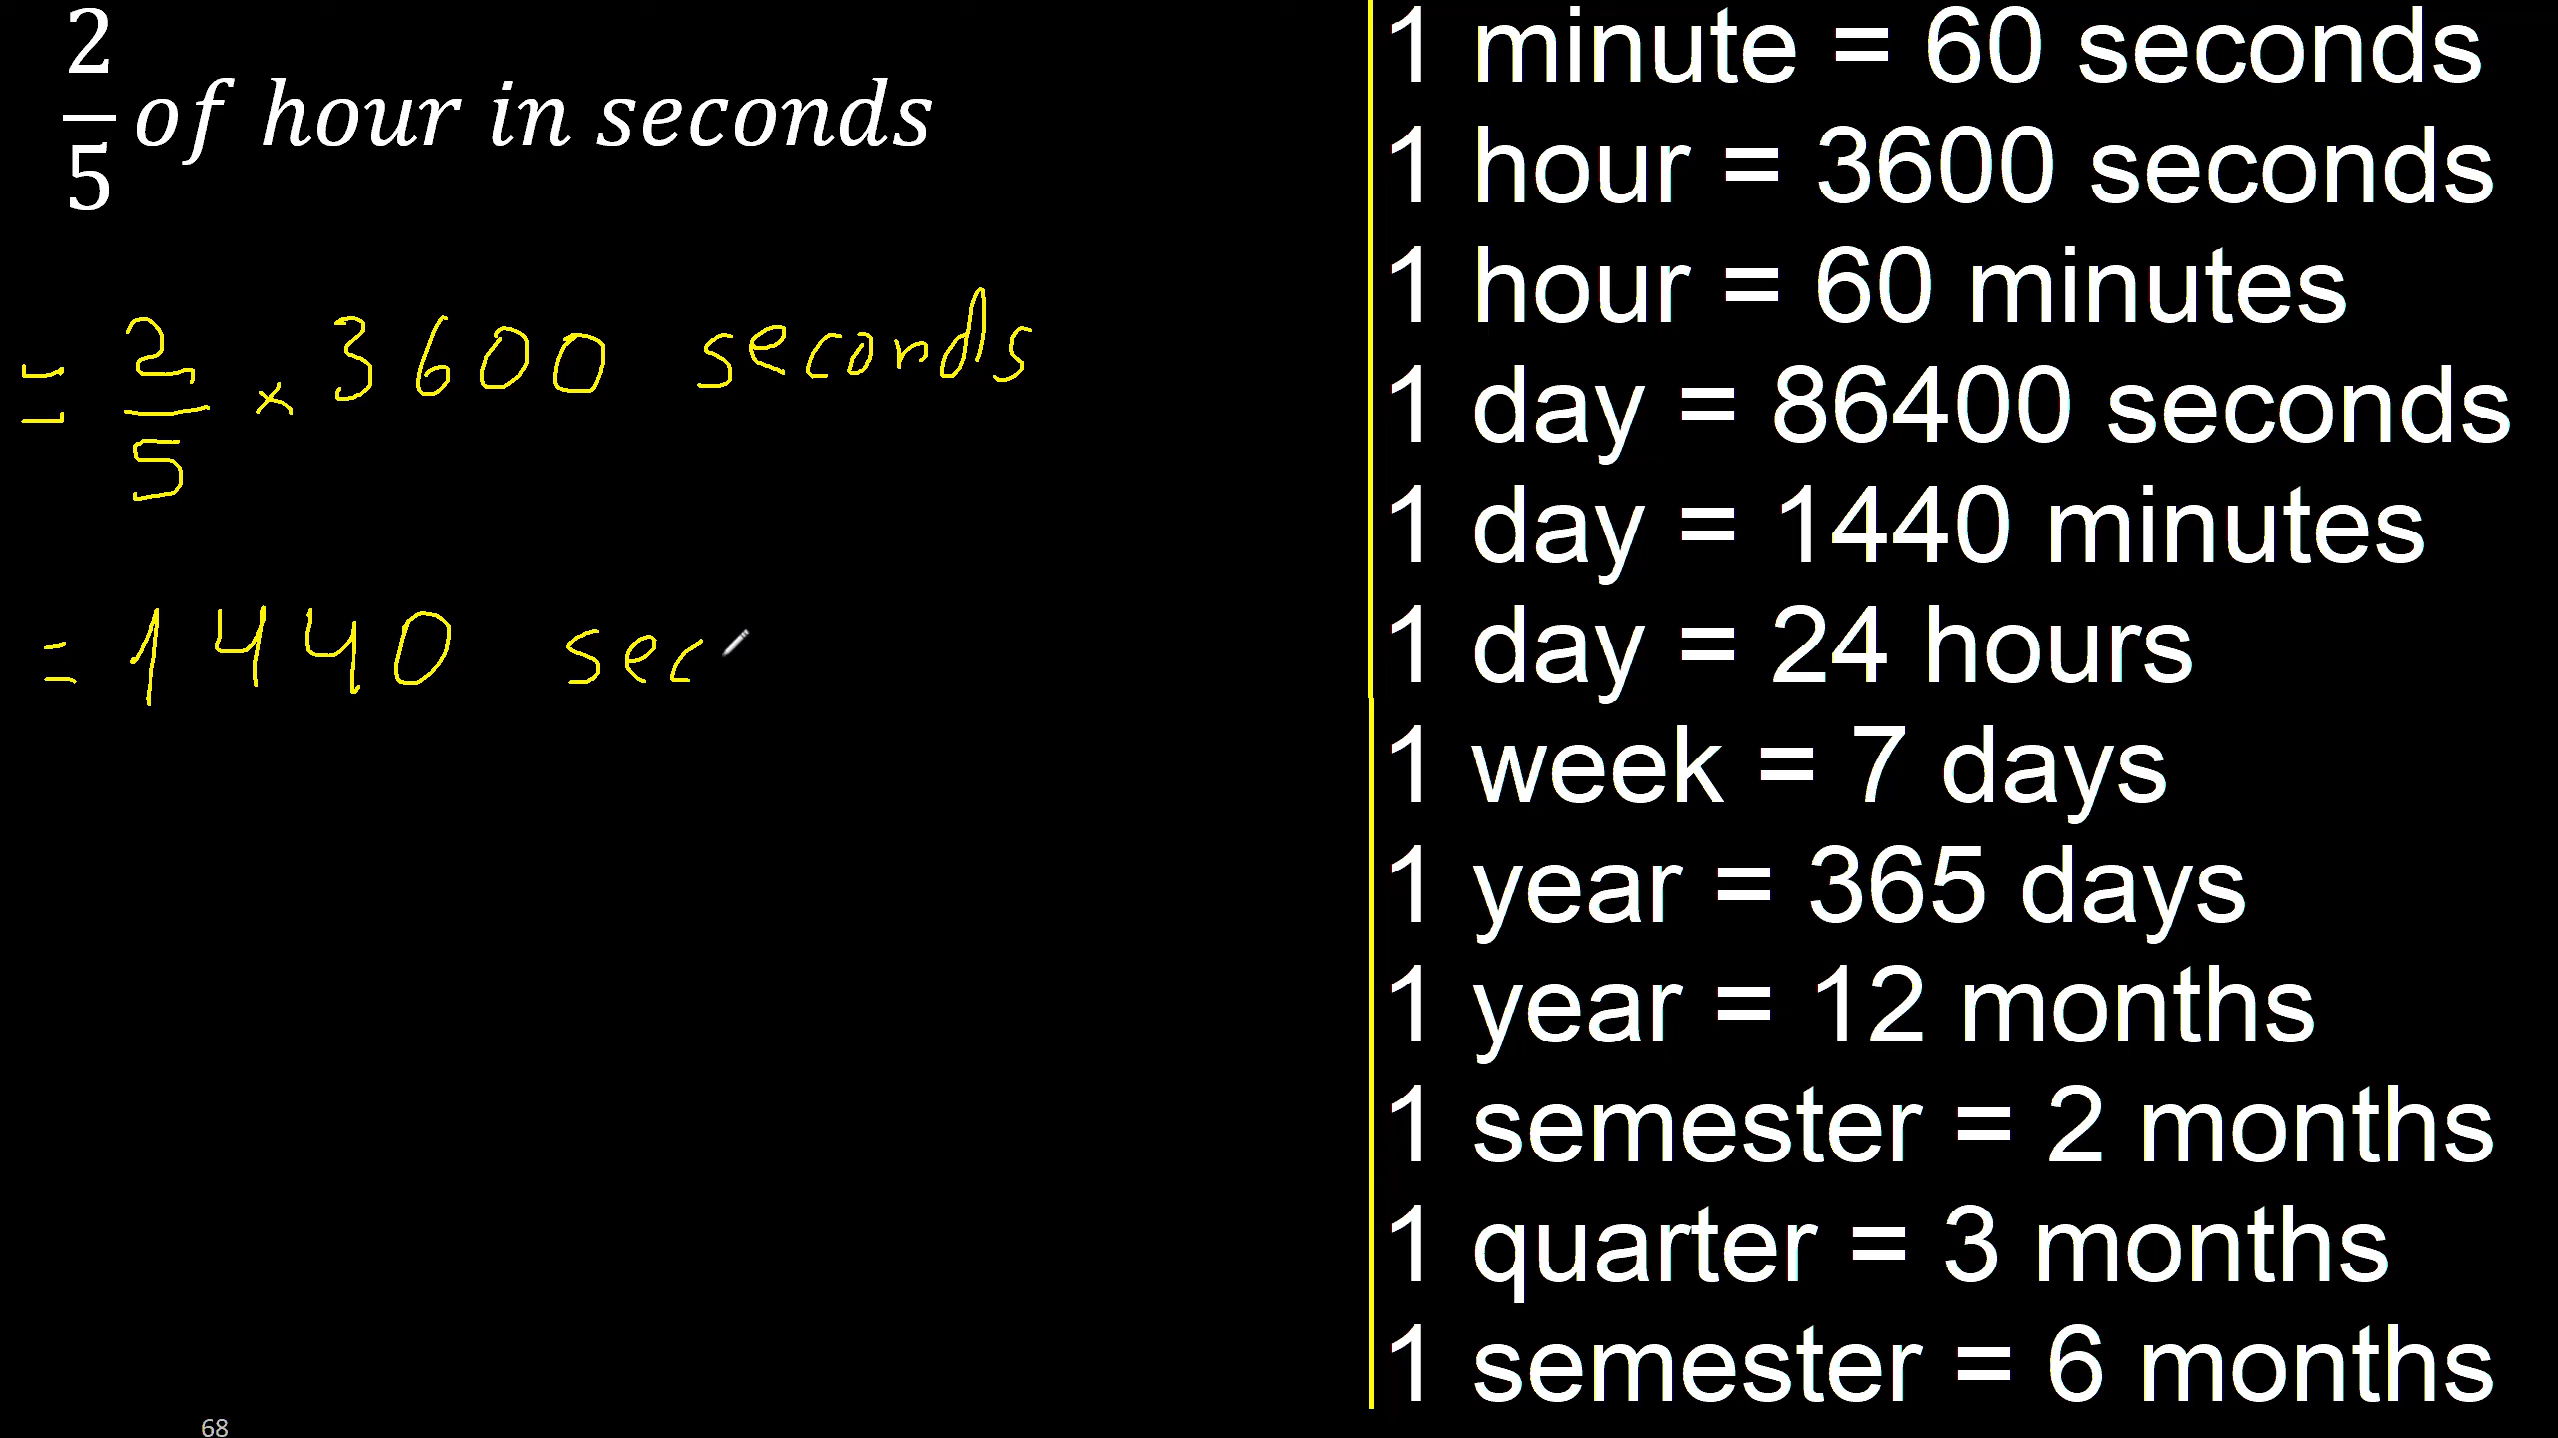 2/5 of hour in seconds
= 2/5 × 3600 seconds
= 1440 sec
68
1 minute = 60 seconds
1 hour = 3600 seconds
1 hour = 60 minutes
1 day = 86400 seconds
1 day = 1440 minutes
1 day = 24 hours
1 week = 7 days
1 year = 365 days
1 year = 12 months
1 semester = 2 months
1 quarter = 3 months
1 semester = 6 months